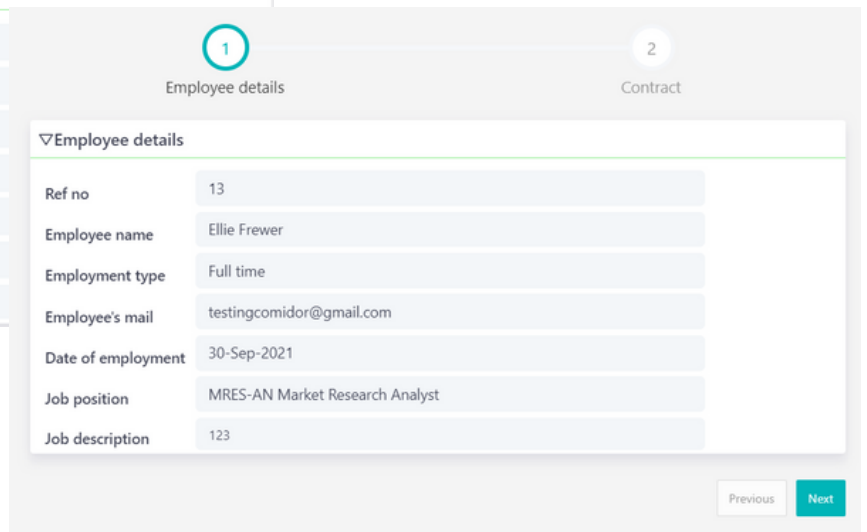 1
2
Employee details
Contract
▽Employee details
Ref no 13
Employee name Ellie Frewer
Employment type Full time
Employee's mail testingcomidor@gmail.com
Date of employment 30-Sep-2021
Job position MRES-AN Market Research Analyst
Job description 123
Previous Next